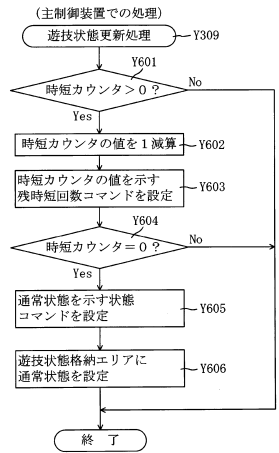 (主制御装置での処理)
遊技状態更新処理
Y309
Y601
時短カウンタ＞０？
No
Yes
時短カウンタの値を１減算
Y602
時短カウンタの値を示す
残時短回数コマンドを設定
Y603
Y604
時短カウンタ＝０？
No
Yes
通常状態を示す状態
コマンドを設定
Y605
遊技状態格納エリアに
通常状態を設定
Y606
終　了